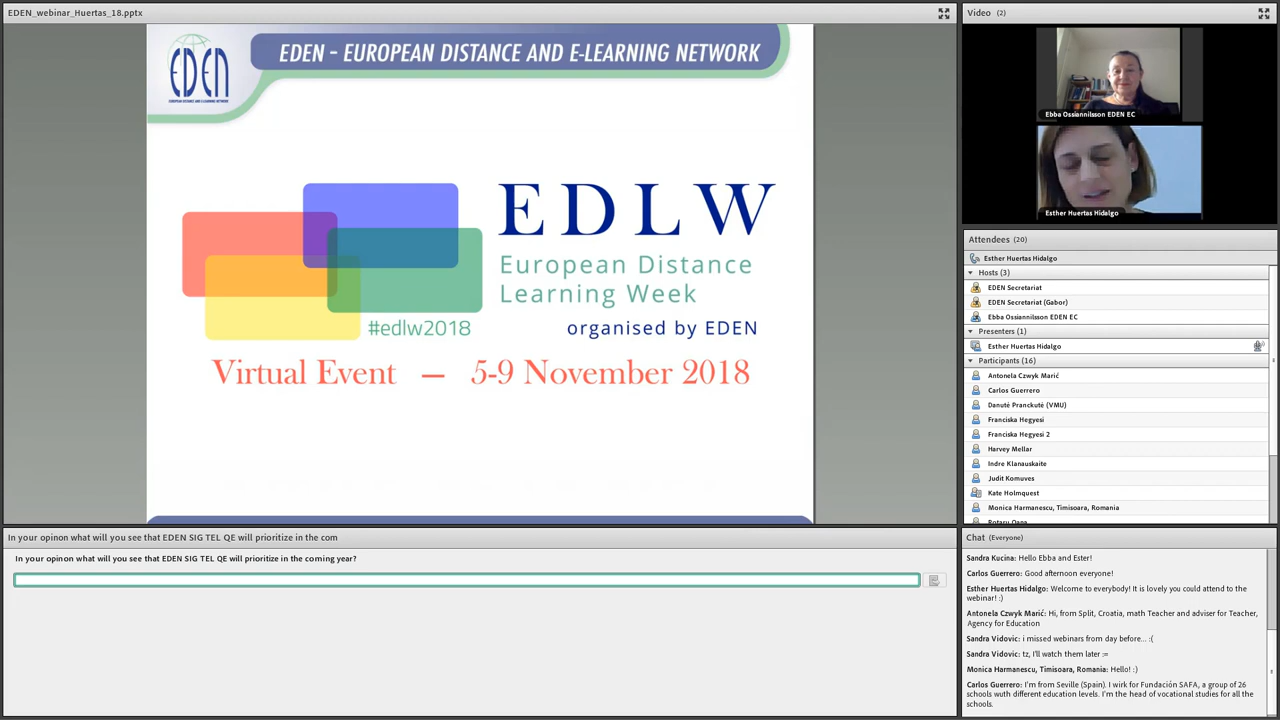 EDEN_webinar_Huertas_18.pptx
EDEN
EUROPEAN DISTANCE AND E-LEARNING NETWORK
EDEN – EUROPEAN DISTANCE AND E-LEARNING NETWORK
EDLW
European Distance
Learning Week
#edlw2018
organised by EDEN
Virtual Event — 5-9 November 2018
In your opinon what will you see that EDEN SIG TEL QE will prioritize in the com
In your opinon what will you see that EDEN SIG TEL QE will prioritize in the coming year?
Video (2)
Ebba Ossiannilsson EDEN EC
Esther Huertas Hidalgo
Attendees (20)
Esther Huertas Hidalgo
Hosts (3)
EDEN Secretariat
EDEN Secretariat (Gabor)
Ebba Ossiannilsson EDEN EC
Presenters (1)
Esther Huertas Hidalgo
Participants (16)
Antonela Czwyk Marić
Carlos Guerrero
Danutė Pranckutė (VMU)
Franciska Hegyesi
Franciska Hegyesi 2
Harvey Mellar
Indre Klanauskaite
Judit Komuves
Kate Holmquest
Monica Harmanescu, Timisoara, Romania
Rotaru Oana
Chat (Everyone)
Sandra Kucina: Hello Ebba and Ester!
Carlos Guerrero: Good afternoon everyone!
Esther Huertas Hidalgo: Welcome to everybody! It is lovely you could attend to the
webinar! :)
Antonela Czwyk Marić: Hi, from Split, Croatia, math Teacher and adviser for Teacher,
Agency for Education
Sandra Vidovic: i missed webinars from day before... :(
Sandra Vidovic: tz, I'll watch them later :=
Monica Harmanescu, Timisoara, Romania: Hello! :)
Carlos Guerrero: I'm from Seville (Spain). I wirk for Fundación SAFA, a group of 26
schools wuth different education levels. I'm the head of vocational studies for all the
schools.